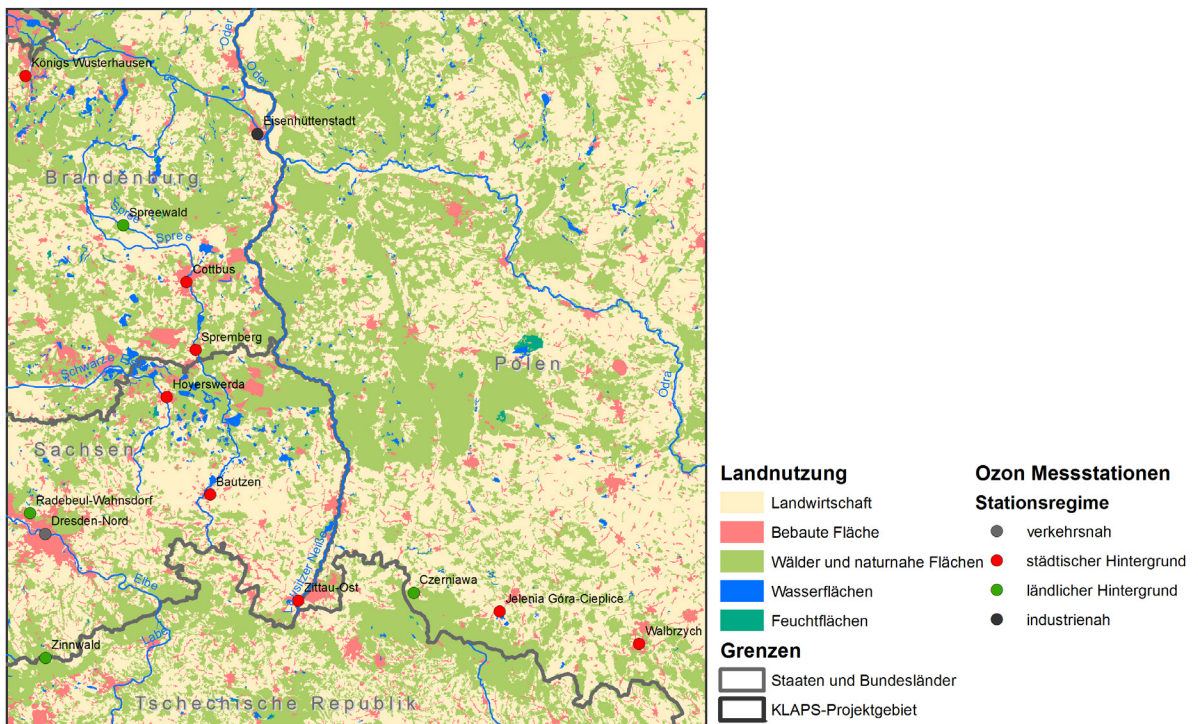 Oder
Königs Wusterhausen
Oder
Eisenhüttenstadt
Brandenburg
Spree
Spreewald
Spree
Cottbus
Spremberg
Polen
Schwarze Els
Hoyerswerda
Odra
Sachsen
Bautzen
Radebeul-Wahnsdorf
Dresden-Nord
Lausitzer Neiße
Elbe
Zittau-Ost
Czerniawa
Jelenia Góra-Cieplice
Walbrzych
Labe
Zinnwald
Tschechische Republik
Landnutzung
Landwirtschaft
Bebaute Fläche
Wälder und naturnahe Flächen
Wasserflächen
Feuchtflächen
Grenzen
Staaten und Bundesländer
KLAPS-Projektgebiet
Ozon Messstationen
Stationsregime
verkehrsnah
städtischer Hintergrund
ländlicher Hintergrund
industrienah